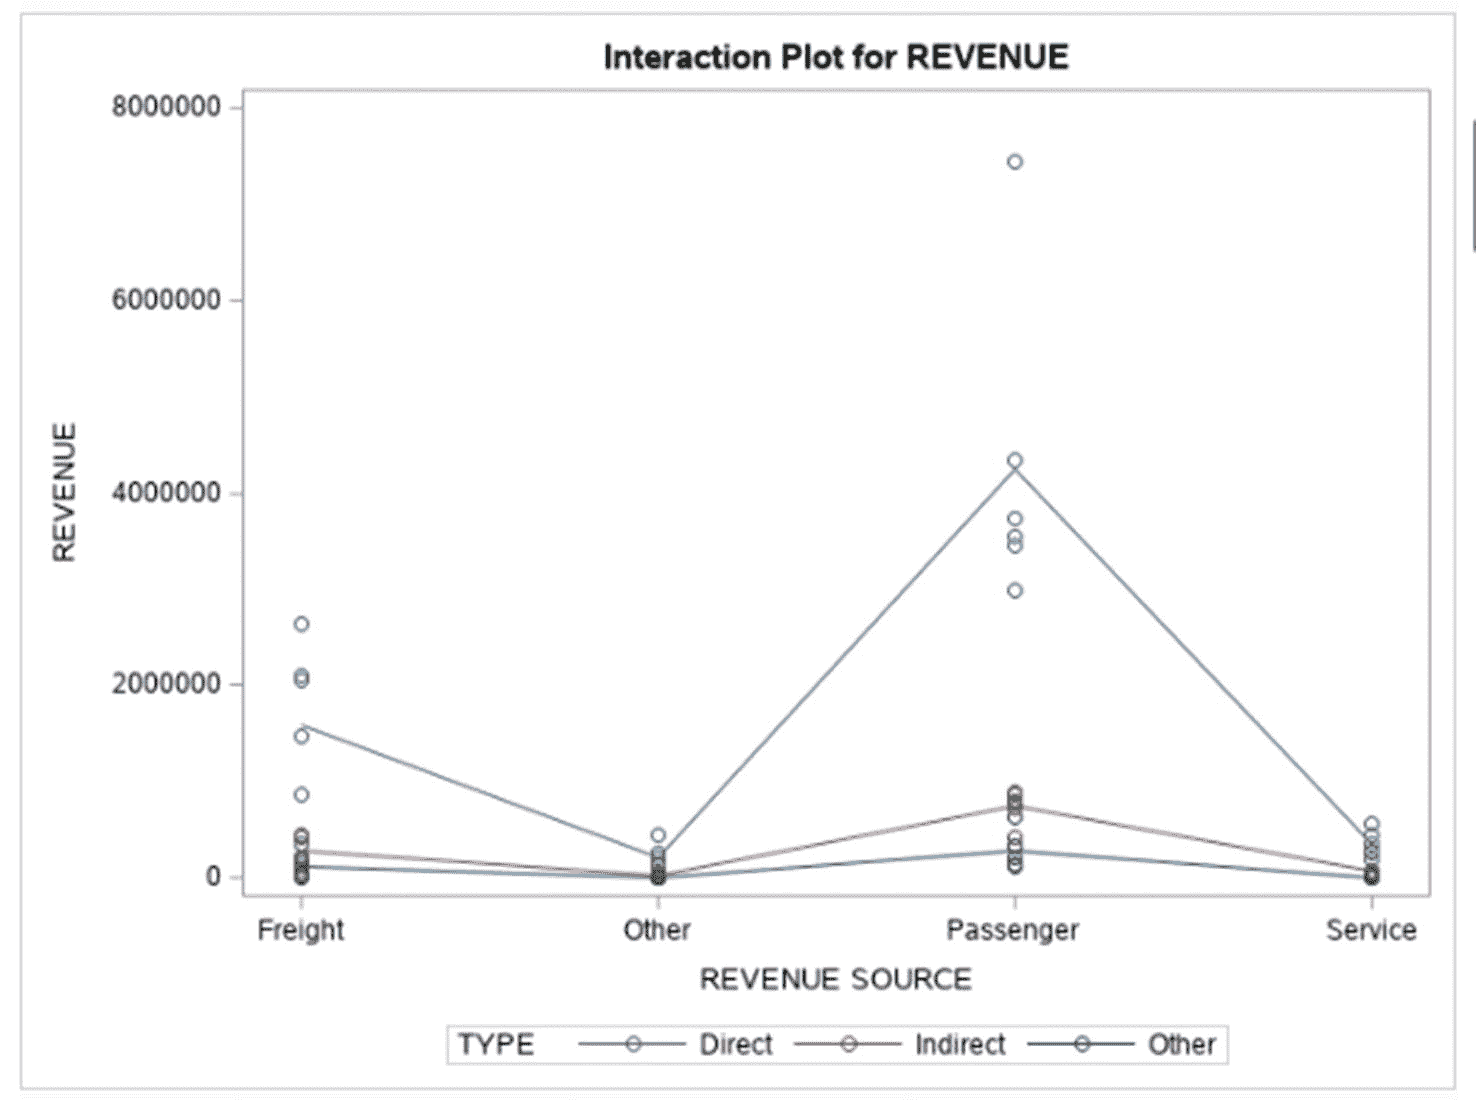 Interaction Plot for REVENUE
8000000
6000000
4000000
2000000
0
REVENUE
Freight Other Passenger Service
REVENUE SOURCE
TYPE Direct Indirect Other